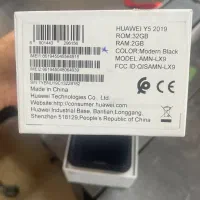 HUAWEI Y5 2019
ROM:32GB
RAM:2GB
COLOR:Modern Black
MODEL:AMN-LX9
FCC ID:QISAMN-LX9
Made in China
Huawei Technologies Co., Ltd.
http://consumer.huawei.com
Huawei Industrial Base, Bantian,Longgang,
Shenzhen 518129,People's Republic of China